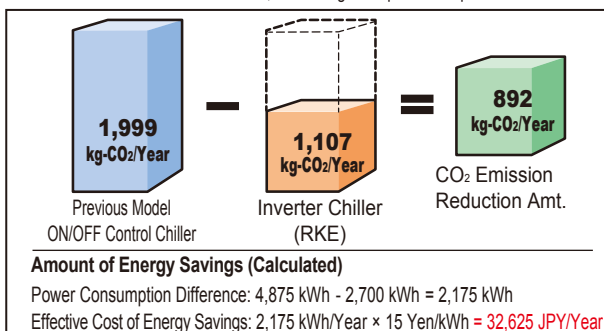 1,999
kg-CO₂/Year
1,107
kg-CO₂/Year
892
kg-CO₂/Year
Previous Model
ON/OFF Control Chiller
Inverter Chiller
(RKE)
CO₂ Emission
Reduction Amt.
Amount of Energy Savings (Calculated)
Power Consumption Difference: 4,875 kWh - 2,700 kWh = 2,175 kWh
Effective Cost of Energy Savings: 2,175 kWh/Year × 15 Yen/kWh = 32,625 JPY/Year